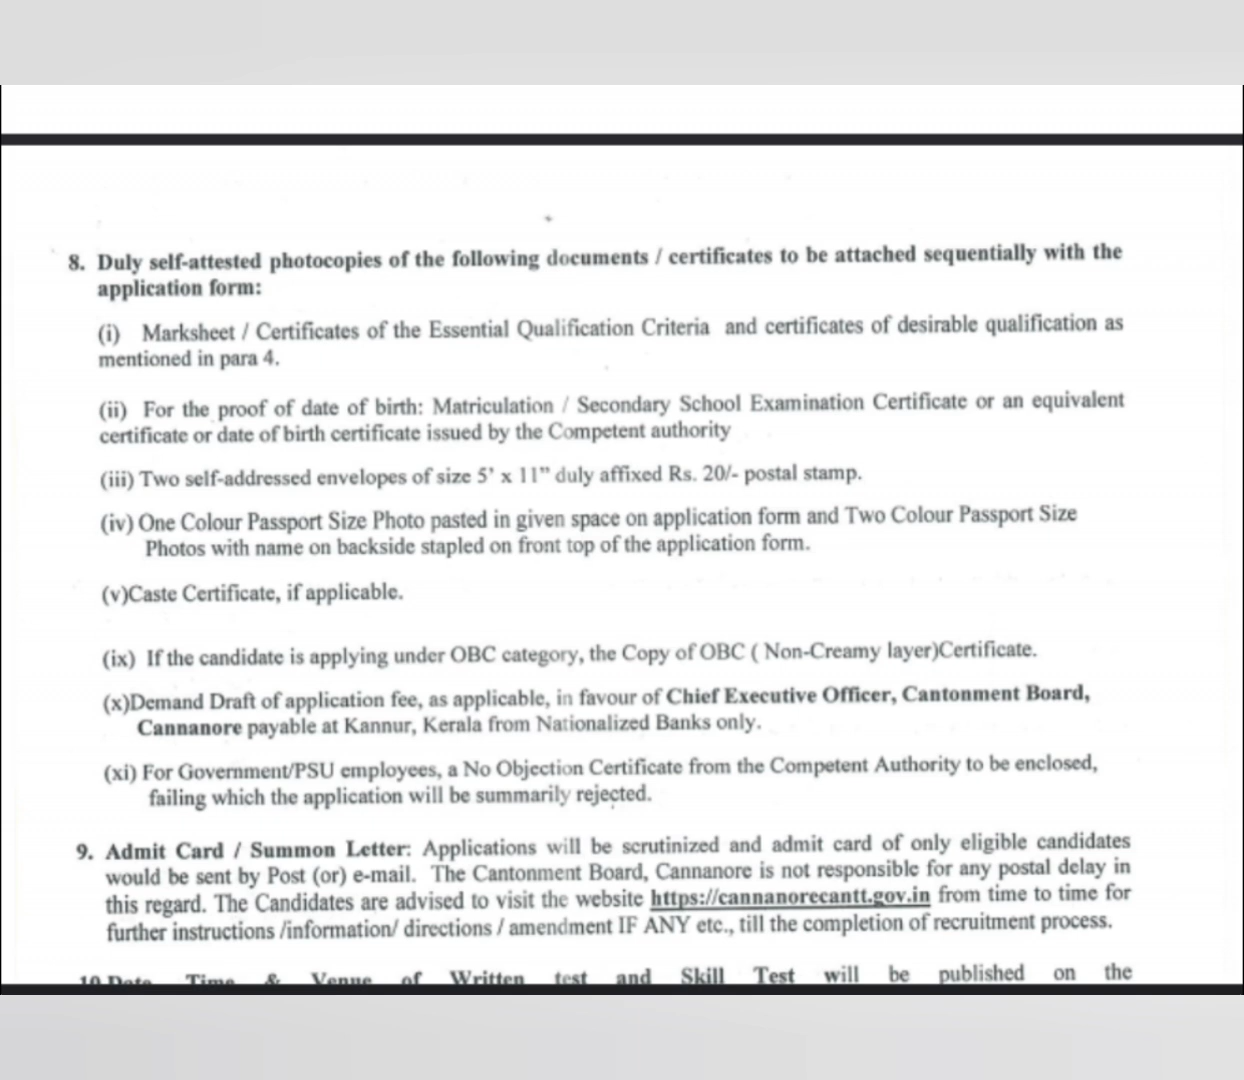 8. Duly self-attested photocopies of the following documents / certificates to be attached sequentially with the
application form:
(i) Marksheet / Certificates of the Essential Qualification Criteria and certificates of desirable qualification as
mentioned in para 4.
(ii) For the proof of date of birth: Matriculation / Secondary School Examination Certificate or an equivalent
certificate or date of birth certificate issued by the Competent authority
(iii) Two self-addressed envelopes of size 5' x 11" duly affixed Rs. 20/- postal stamp.
(iv) One Colour Passport Size Photo pasted in given space on application form and Two Colour Passport Size
Photos with name on backside stapled on front top of the application form.
(v)Caste Certificate, if applicable.
(ix) If the candidate is applying under OBC category, the Copy of OBC ( Non-Creamy layer)Certificate.
(x)Demand Draft of application fee, as applicable, in favour of Chief Executive Officer, Cantonment Board,
Cannanore payable at Kannur, Kerala from Nationalized Banks only.
(xi) For Government/PSU employees, a No Objection Certificate from the Competent Authority to be enclosed,
failing which the application will be summarily rejected.
9. Admit Card / Summon Letter: Applications will be scrutinized and admit card of only eligible candidates
would be sent by Post (or) e-mail. The Cantonment Board, Cannanore is not responsible for any postal delay in
this regard. The Candidates are advised to visit the website https://cannanorecantt.gov.in from time to time for
further instructions /information/ directions / amendment IF ANY etc., till the completion of recruitment process.
10 Date Time & Venue of Written test and Skill Test will be published on the